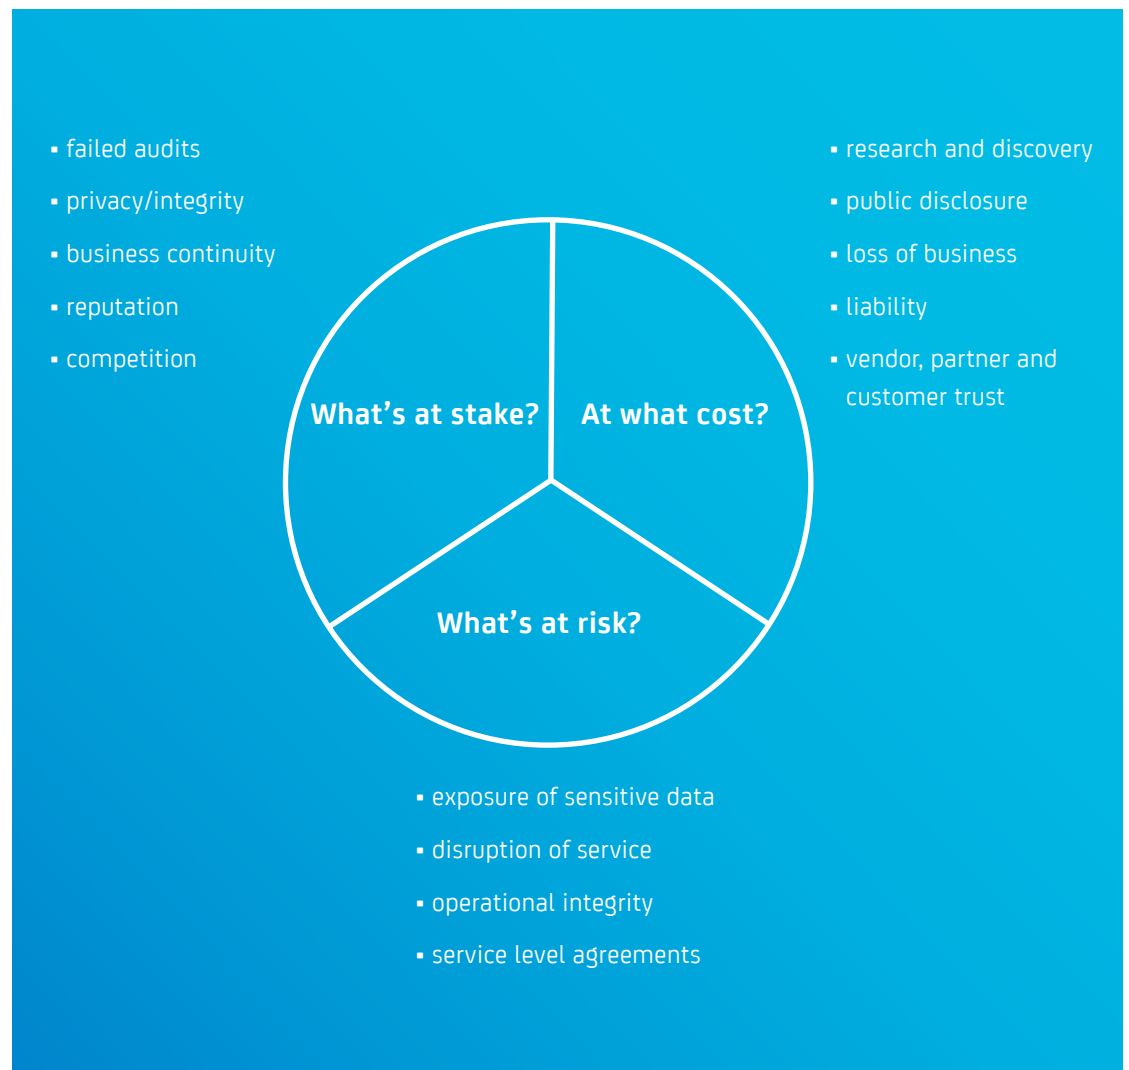 ▪ failed audits
▪ privacy/integrity
▪ business continuity
▪ reputation
▪ competition
▪ research and discovery
▪ public disclosure
▪ loss of business
▪ liability
▪ vendor, partner and
customer trust
What’s at stake?
At what cost?
What’s at risk?
▪ exposure of sensitive data
▪ disruption of service
▪ operational integrity
▪ service level agreements